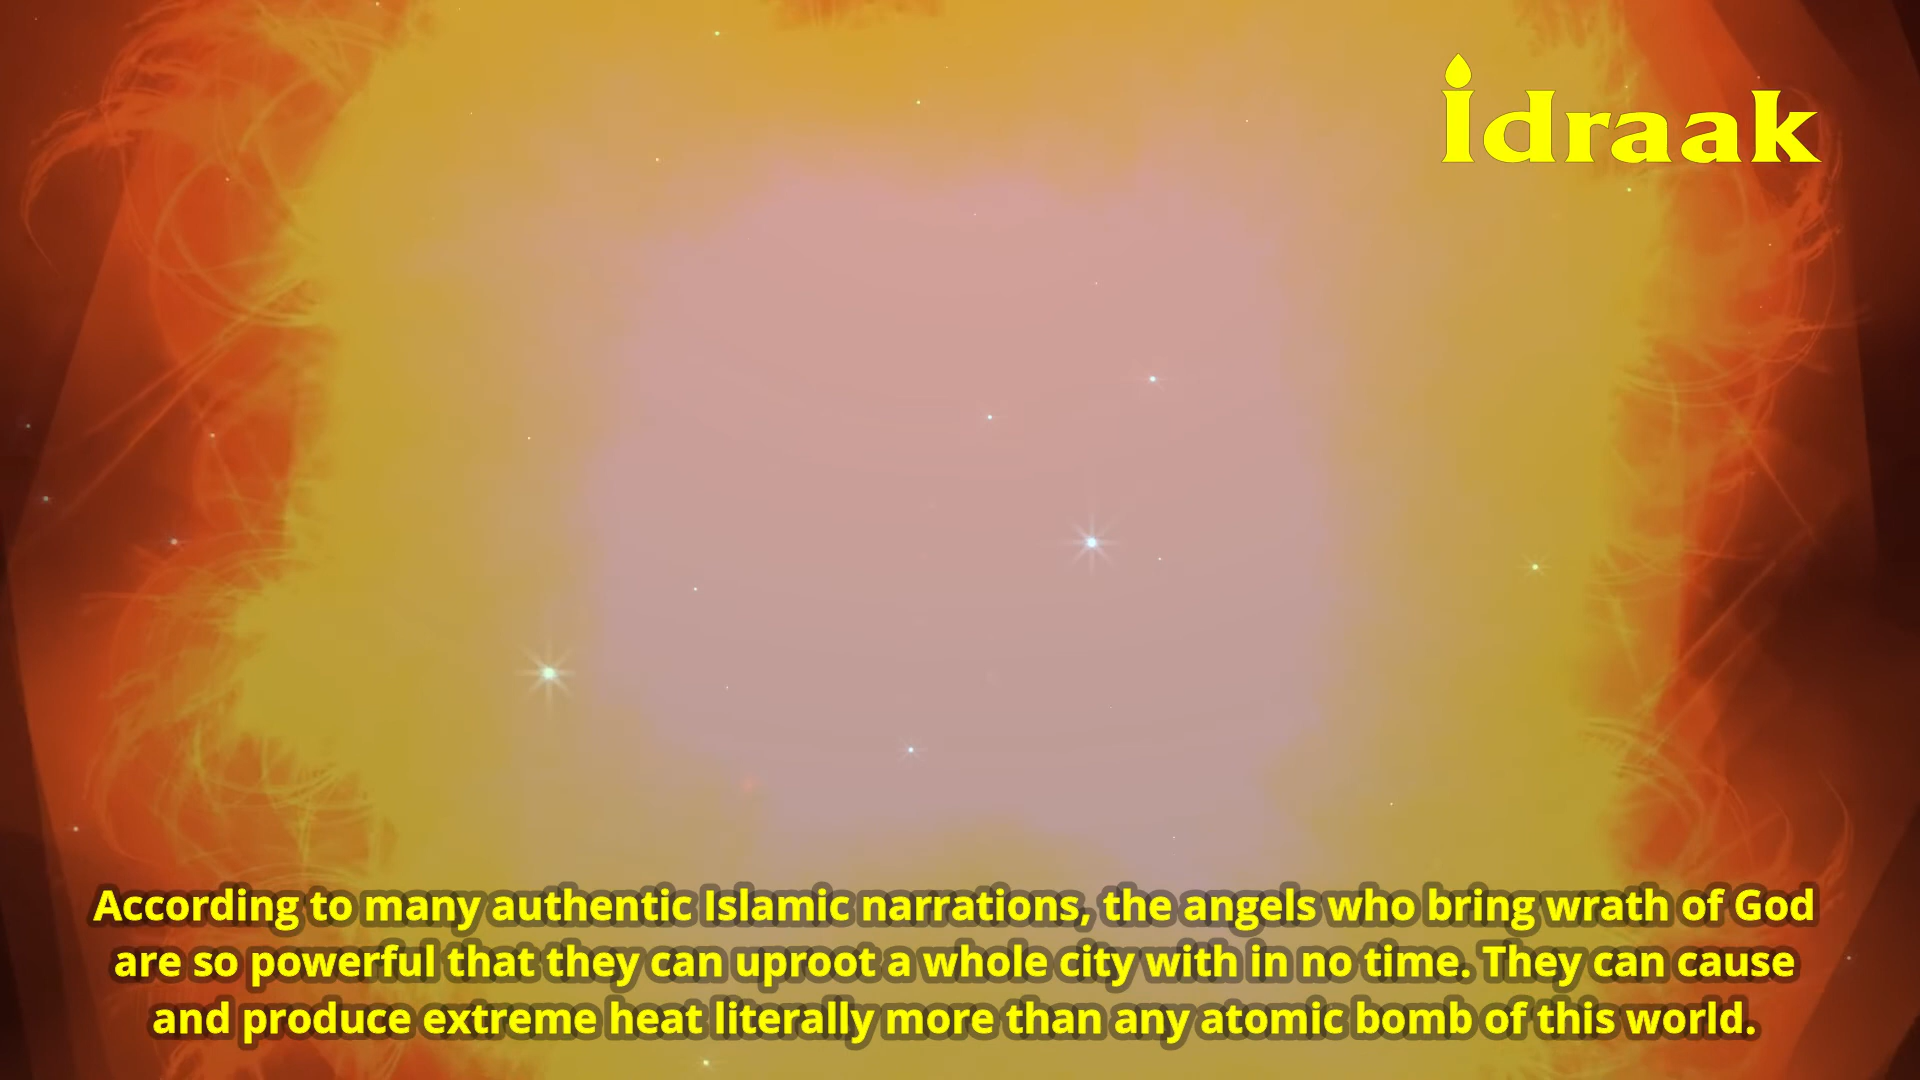 idraak
According to many authentic Islamic narrations, the angels who bring wrath of God
are so powerful that they can uproot a whole city with in no time. They can cause
and produce extreme heat literally more than any atomic bomb of this world.